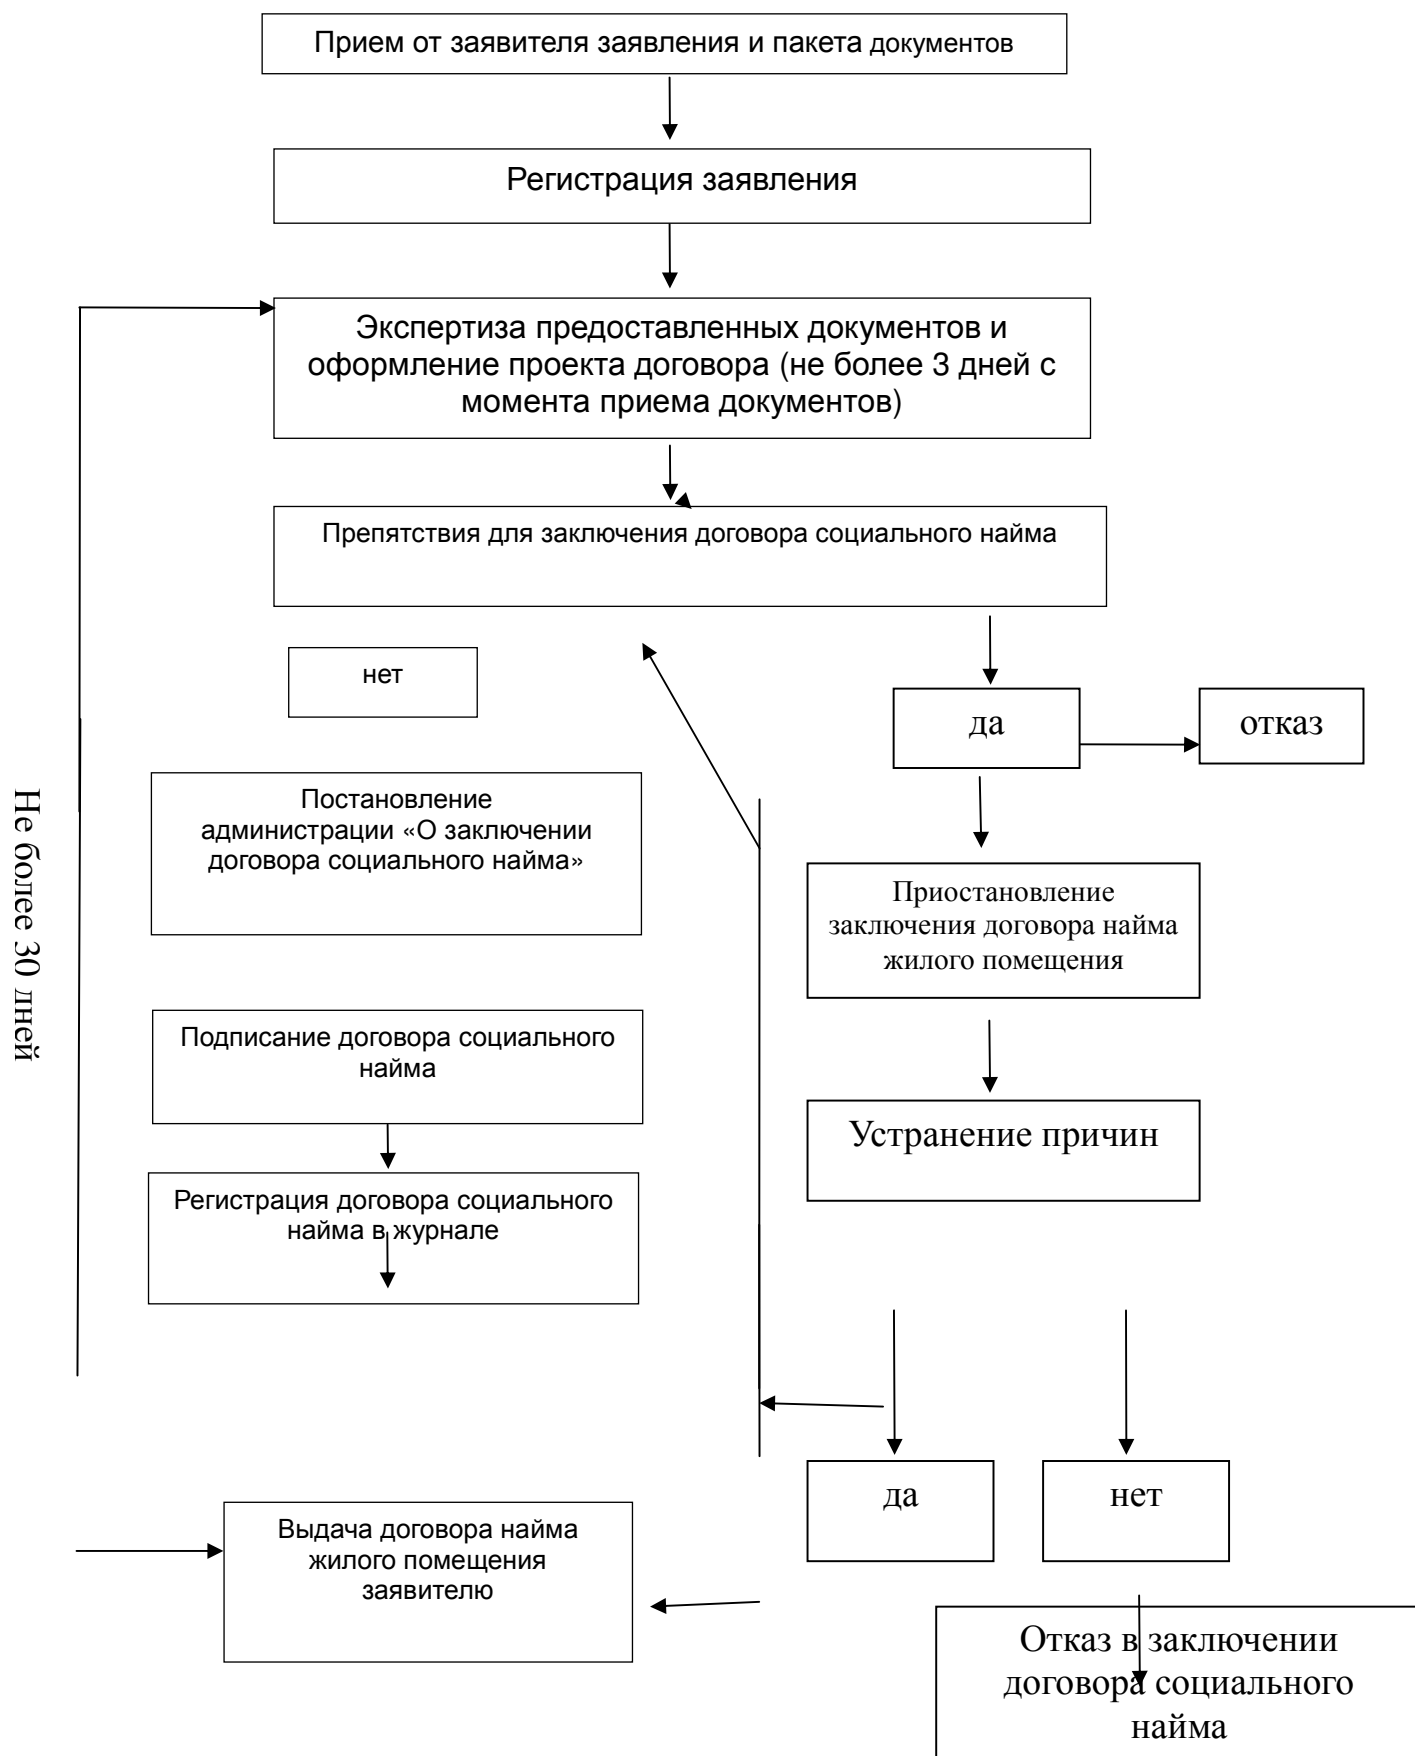 Прием от заявителя заявления и пакета документов
Регистрация заявления
Экспертиза предоставленных документов и
оформление проекта договора (не более 3 дней с
момента приема документов)
Препятствия для заключения договора социального найма
нет
да
отказ
Постановление
администрации «О заключении
договора социального найма»
Приостановление
заключения договора найма
жилого помещения
Не более 30 дней
Подписание договора социального
найма
Устранение причин
Регистрация договора социального
найма в журнале
да
нет
Выдача договора найма
жилого помещения
заявителю
Отказ в заключении
договора социального
найма